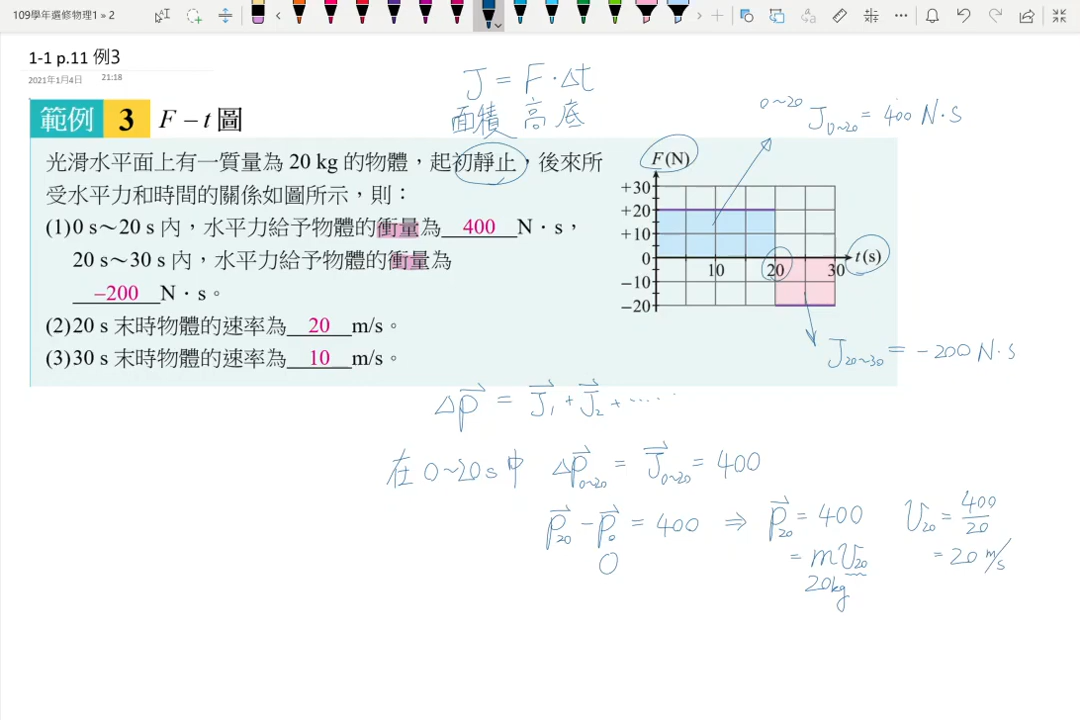 109學年選修物理1 » 2
1-1 p.11 例3
2021年1月4日 21:18
範例 3 F－t 圖
J = F·Δt
面積 高 底
光滑水平面上有一質量為 20 kg 的物體，起初靜止，後來所
受水平力和時間的關係如圖所示，則：
(1) 0 s～20 s 內，水平力給予物體的衝量為 400 N．s，
20 s～30 s 內，水平力給予物體的衝量為
−200 N．s。
(2) 20 s 末時物體的速率為 20 m/s。
(3) 30 s 末時物體的速率為 10 m/s。
0~20 J0~20 = 400 N·s
F(N)
+30
+20
+10
0
−10
−20
10 20 30 t(s)
J20~30 = -200 N·s
Δp⃗ = J⃗1 + J⃗2 + ······
在 0~20s 中 Δp⃗0~20 = J⃗0~20 = 400
p⃗20 - p⃗0 = 400 ⇒ p⃗20 = 400 v20 = 400/20
0 = mv20 = 20 m/s
20kg